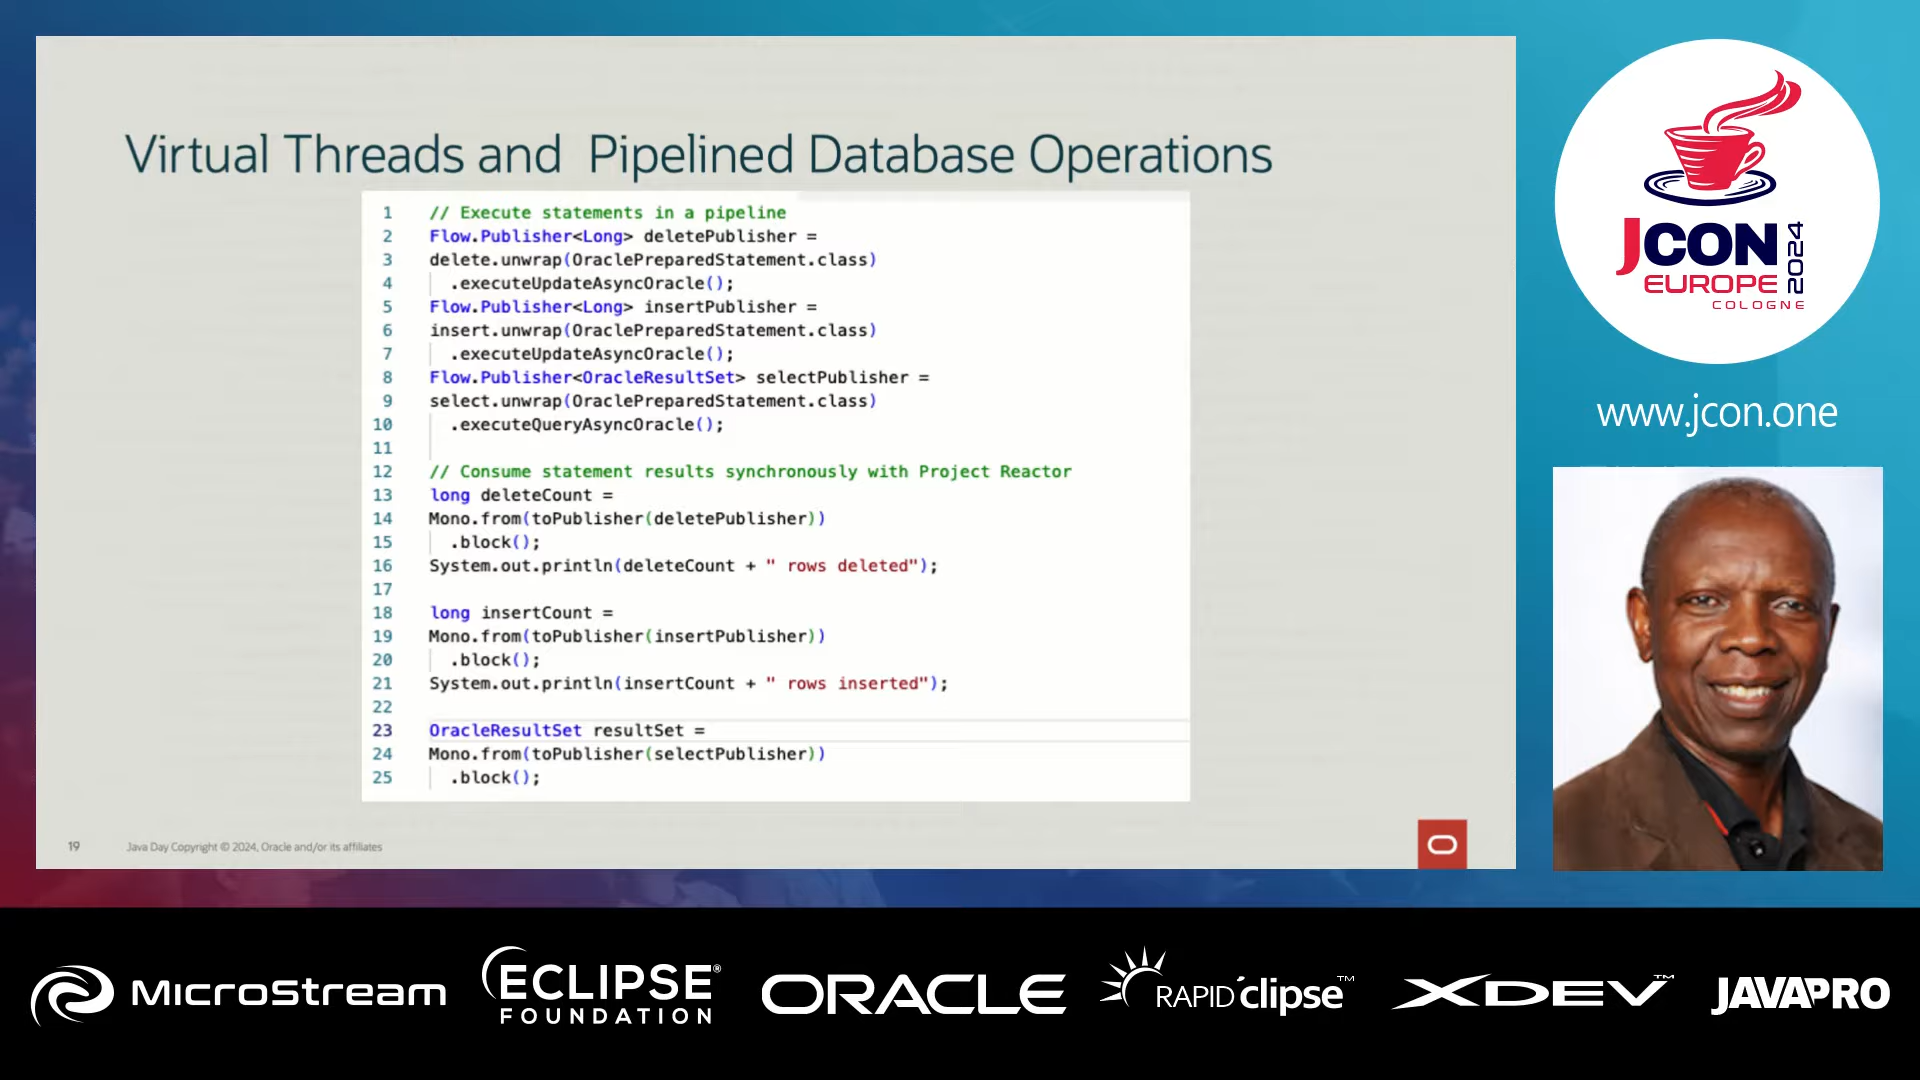 Virtual Threads and  Pipelined Database Operations
1 // Execute statements in a pipeline
2 Flow.Publisher<Long> deletePublisher =
3 delete.unwrap(OraclePreparedStatement.class)
4   .executeUpdateAsyncOracle();
5 Flow.Publisher<Long> insertPublisher =
6 insert.unwrap(OraclePreparedStatement.class)
7   .executeUpdateAsyncOracle();
8 Flow.Publisher<OracleResultSet> selectPublisher =
9 select.unwrap(OraclePreparedStatement.class)
10   .executeQueryAsyncOracle();
11
12 // Consume statement results synchronously with Project Reactor
13 long deleteCount =
14 Mono.from(toPublisher(deletePublisher))
15   .block();
16 System.out.println(deleteCount + " rows deleted");
17
18 long insertCount =
19 Mono.from(toPublisher(insertPublisher))
20   .block();
21 System.out.println(insertCount + " rows inserted");
22
23 OracleResultSet resultSet =
24 Mono.from(toPublisher(selectPublisher))
25   .block();
19 Java Day Copyright © 2024, Oracle and/or its affiliates
JCON
EUROPE
COLOGNE
2024
www.jcon.one
MicroStream
ECLIPSE®
FOUNDATION
ORACLE
RAPID'clipse™
XDEV™
JAVAPRO